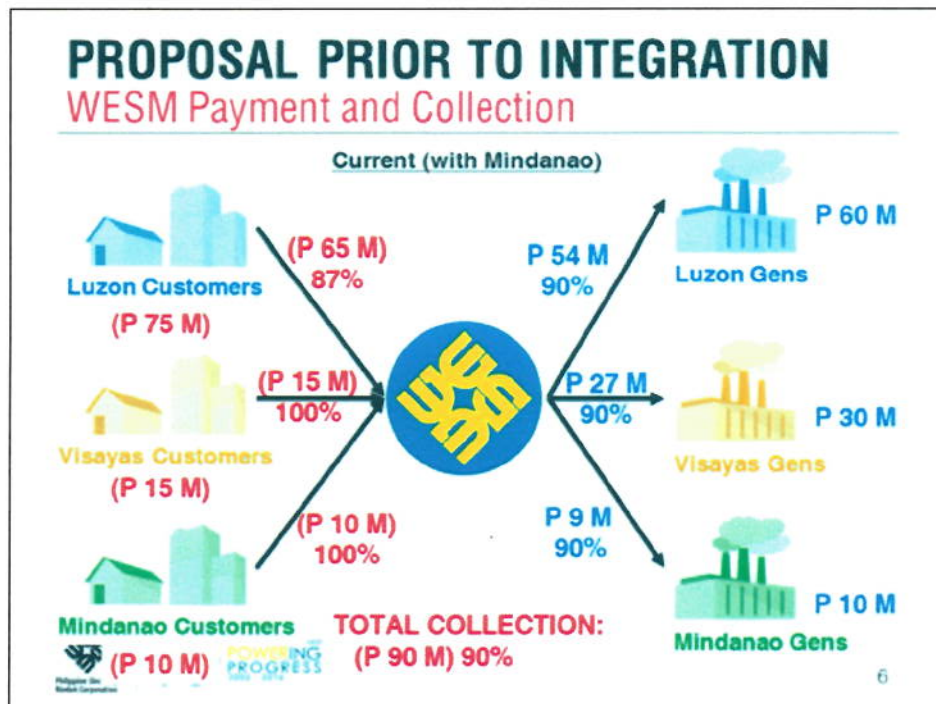 PROPOSAL PRIOR TO INTEGRATION
WESM Payment and Collection
Current (with Mindanao)
Luzon Customers
(P 75 M)
(P 65 M)
87%
P 54 M
90%
Luzon Gens
P 60 M
Visayas Customers
(P 15 M)
(P 15 M)
100%
P 27 M
90%
Visayas Gens
P 30 M
Mindanao Customers
(P 10 M)
(P 10 M)
100%
P 9 M
90%
Mindanao Gens
P 10 M
TOTAL COLLECTION:
(P 90 M) 90%
POWERING
PROGRESS
6